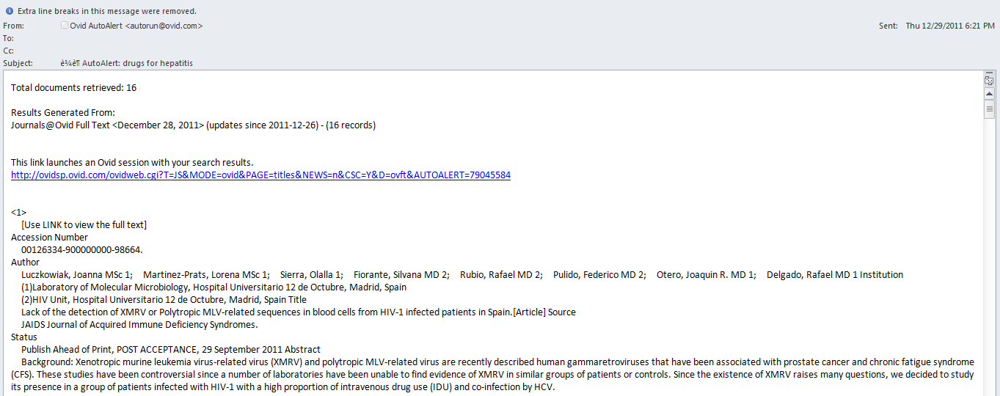 Extra line breaks in this message were removed.
From: Ovid AutoAlert <autorun@ovid.com> Sent: Thu 12/29/2011 6:21 PM
To:
Cc:
Subject: è¾è¶ AutoAlert: drugs for hepatitis
Total documents retrieved: 16
Results Generated From:
Journals@Ovid Full Text <December 28, 2011> (updates since 2011-12-26) - (16 records)
This link launches an Ovid session with your search results.
http://ovidsp.ovid.com/ovidweb.cgi?T=JS&MODE=ovid&PAGE=titles&NEWS=n&CSC=Y&D=ovft&AUTOALERT=79045584
<1>
[Use LINK to view the full text]
Accession Number
00126334-900000000-98664.
Author
Luczkowiak, Joanna MSc 1; Martinez-Prats, Lorena MSc 1; Sierra, Olalla 1; Fiorante, Silvana MD 2; Rubio, Rafael MD 2; Pulido, Federico MD 2; Otero, Joaquin R. MD 1; Delgado, Rafael MD 1 Institution
(1)Laboratory of Molecular Microbiology, Hospital Universitario 12 de Octubre, Madrid, Spain
(2)HIV Unit, Hospital Universitario 12 de Octubre, Madrid, Spain Title
Lack of the detection of XMRV or Polytropic MLV-related sequences in blood cells from HIV-1 infected patients in Spain.[Article] Source
JAIDS Journal of Acquired Immune Deficiency Syndromes.
Status
Publish Ahead of Print, POST ACCEPTANCE, 29 September 2011 Abstract
Background: Xenotropic murine leukemia virus-related virus (XMRV) and polytropic MLV-related virus are recently described human gammaretroviruses that have been associated with prostate cancer and chronic fatigue syndrome
(CFS). These studies have been controversial since a number of laboratories have been unable to find evidence of XMRV in similar groups of patients or controls. Since the existence of XMRV raises many questions, we decided to study
its presence in a group of patients infected with HIV-1 with a high proportion of intravenous drug use (IDU) and co-infection by HCV.